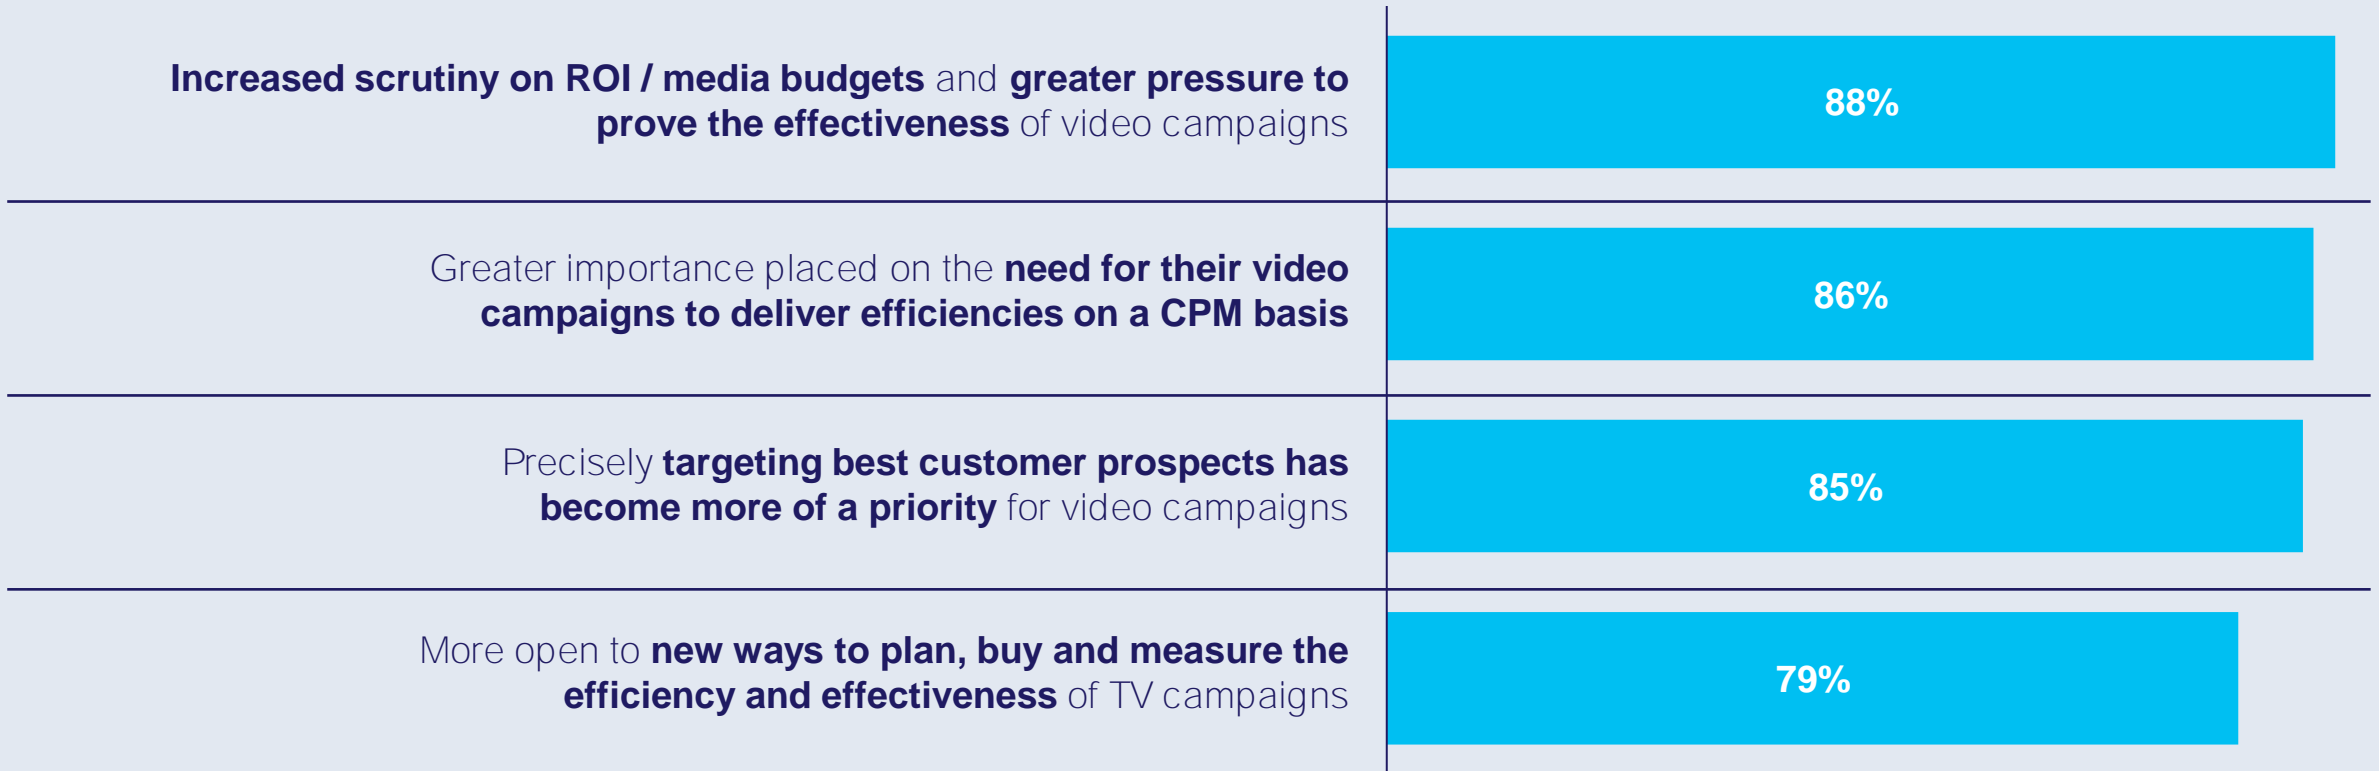 Increased scrutiny on ROI / media budgets and greater pressure to
prove the effectiveness of video campaigns
88%
Greater importance placed on the need for their video
campaigns to deliver efficiencies on a CPM basis
86%
Precisely targeting best customer prospects has
become more of a priority for video campaigns
85%
More open to new ways to plan, buy and measure the
efficiency and effectiveness of TV campaigns
79%